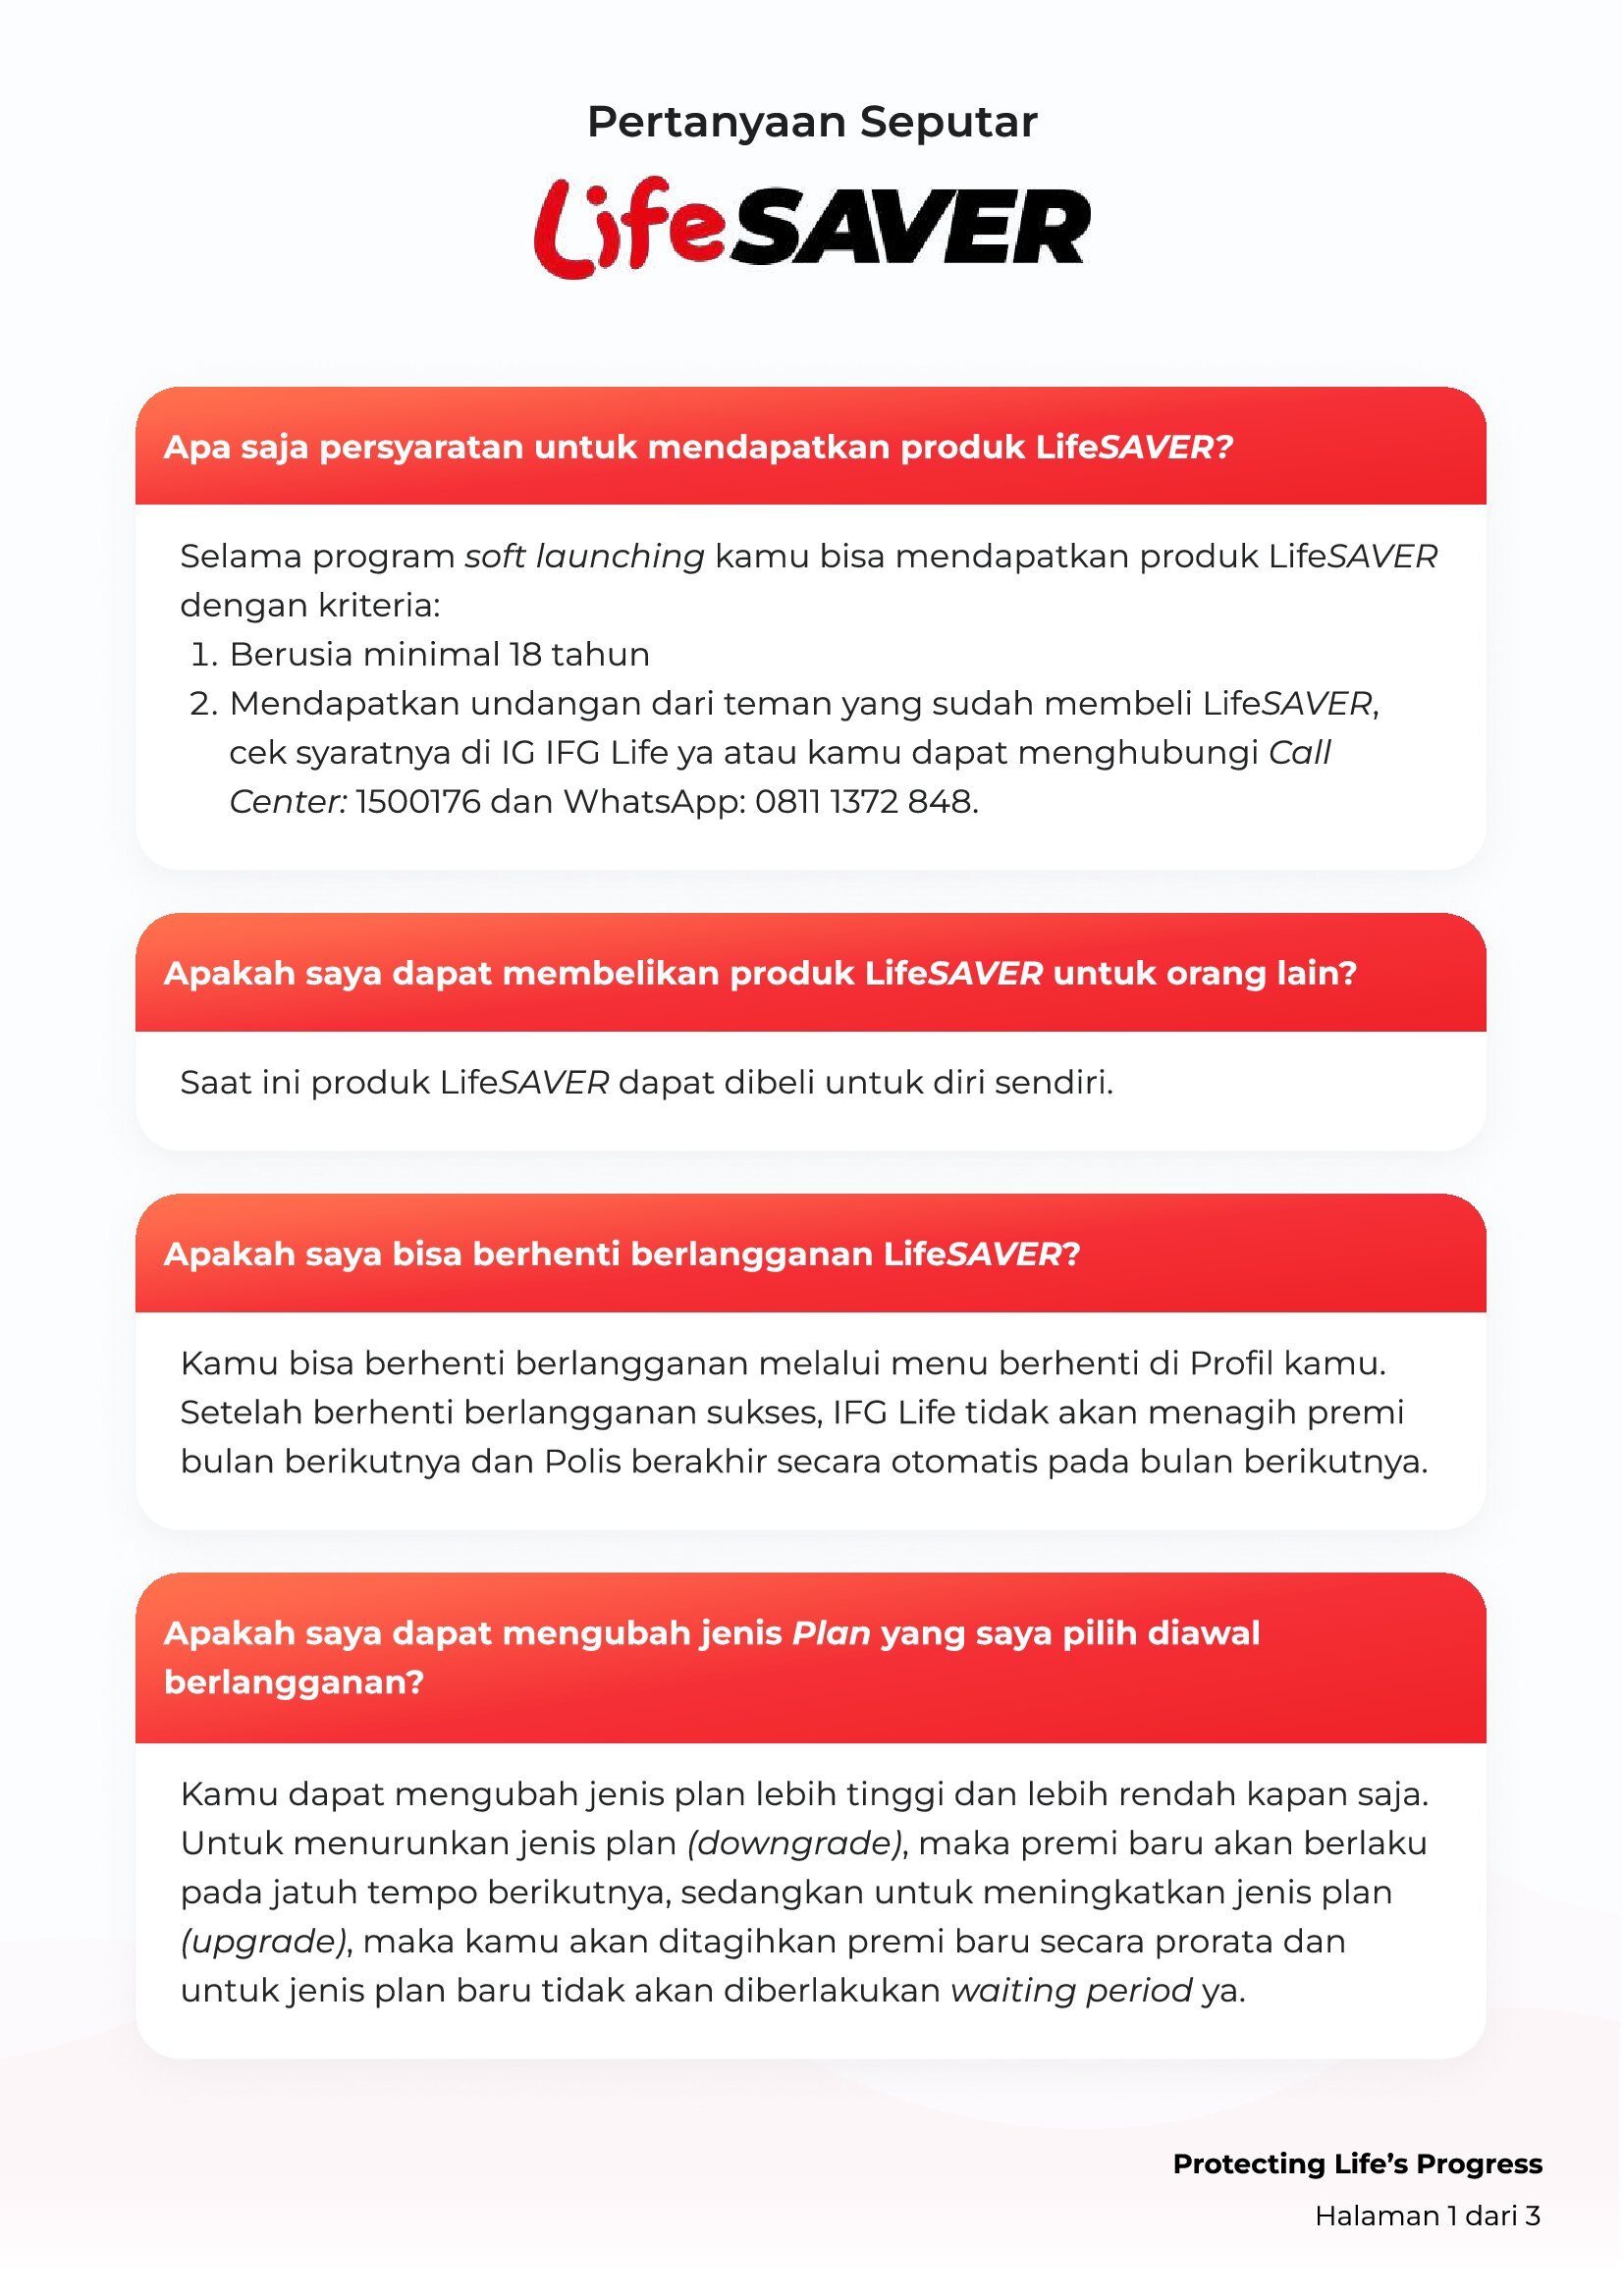 Pertanyaan Seputar
LifeSAVER
Apa saja persyaratan untuk mendapatkan produk LifeSAVER?
Selama program soft launching kamu bisa mendapatkan produk LifeSAVER
dengan kriteria:
1. Berusia minimal 18 tahun
2. Mendapatkan undangan dari teman yang sudah membeli LifeSAVER,
cek syaratnya di IG IFG Life ya atau kamu dapat menghubungi Call
Center: 1500176 dan WhatsApp: 0811 1372 848.
Apakah saya dapat membelikan produk LifeSAVER untuk orang lain?
Saat ini produk LifeSAVER dapat dibeli untuk diri sendiri.
Apakah saya bisa berhenti berlangganan LifeSAVER?
Kamu bisa berhenti berlangganan melalui menu berhenti di Profil kamu.
Setelah berhenti berlangganan sukses, IFG Life tidak akan menagih premi
bulan berikutnya dan Polis berakhir secara otomatis pada bulan berikutnya.
Apakah saya dapat mengubah jenis Plan yang saya pilih diawal
berlangganan?
Kamu dapat mengubah jenis plan lebih tinggi dan lebih rendah kapan saja.
Untuk menurunkan jenis plan (downgrade), maka premi baru akan berlaku
pada jatuh tempo berikutnya, sedangkan untuk meningkatkan jenis plan
(upgrade), maka kamu akan ditagihkan premi baru secara prorata dan
untuk jenis plan baru tidak akan diberlakukan waiting period ya.
Protecting Life’s Progress
Halaman 1 dari 3